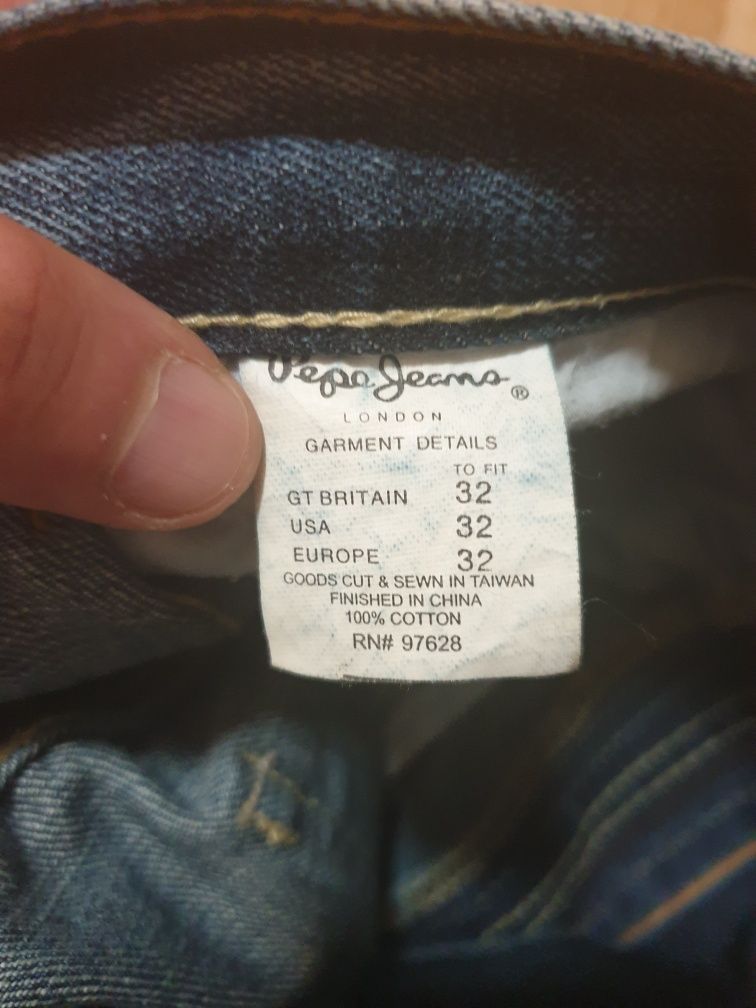 Pepe Jeans ®
LONDON
GARMENT DETAILS
TO FIT
GT BRITAIN 32
USA 32
EUROPE 32
GOODS CUT & SEWN IN TAIWAN
FINISHED IN CHINA
100% COTTON
RN# 97628